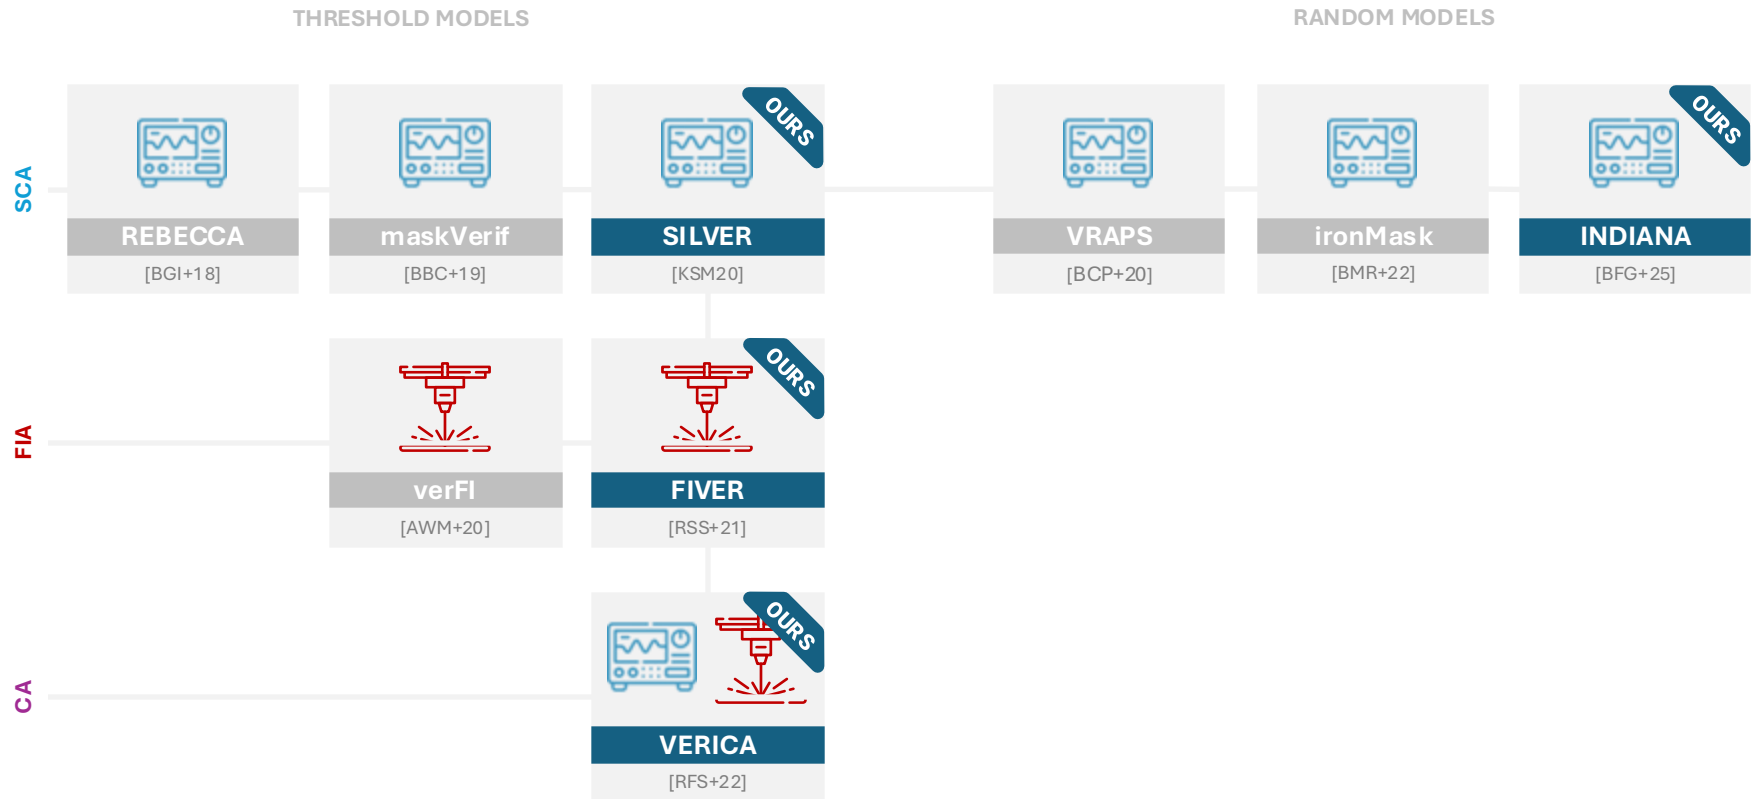 THRESHOLD MODELS
RANDOM MODELS
SCA
OURS
OURS
REBECCA
maskVerif
SILVER
VRAPS
ironMask
INDIANA
[BGI+18]
[BBC+19]
[KSM20]
[BCP+20]
[BMR+22]
[BFG+25]
FIA
OURS
verFI
FIVER
[AWM+20]
[RSS+21]
CA
OURS
VERICA
[RFS+22]